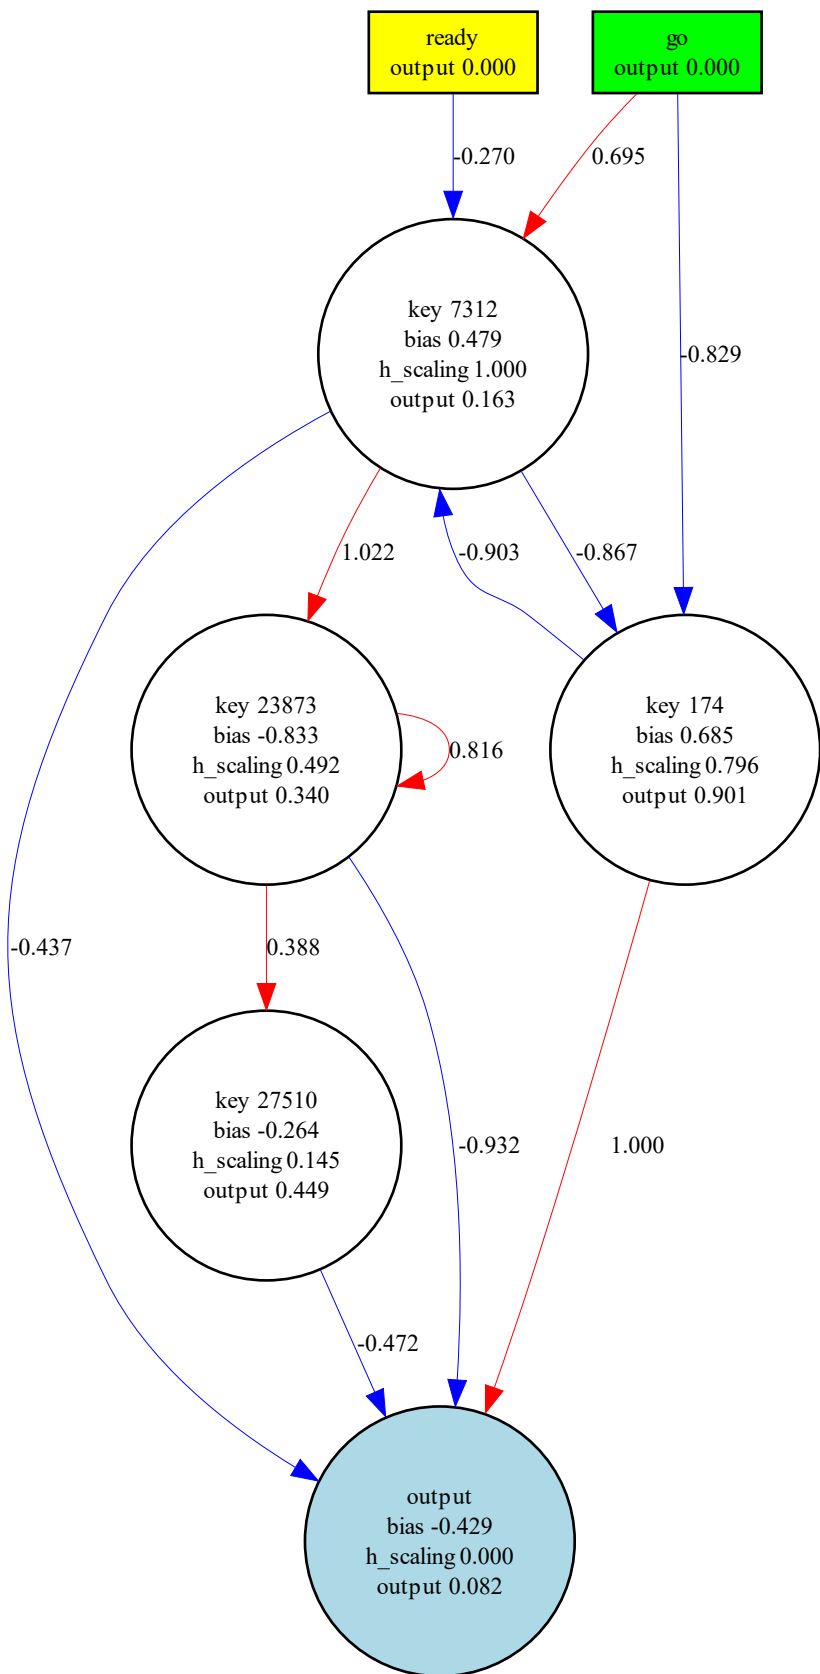 ready
output 0.000
go
output 0.000
-0.270
0.695
key 7312
bias 0.479
h_scaling 1.000
output 0.163
-0.829
1.022
-0.903
-0.867
key 23873
bias -0.833
h_scaling 0.492
output 0.340
0.816
key 174
bias 0.685
h_scaling 0.796
output 0.901
-0.437
0.388
key 27510
bias -0.264
h_scaling 0.145
output 0.449
-0.932
1.000
-0.472
output
bias -0.429
h_scaling 0.000
output 0.082